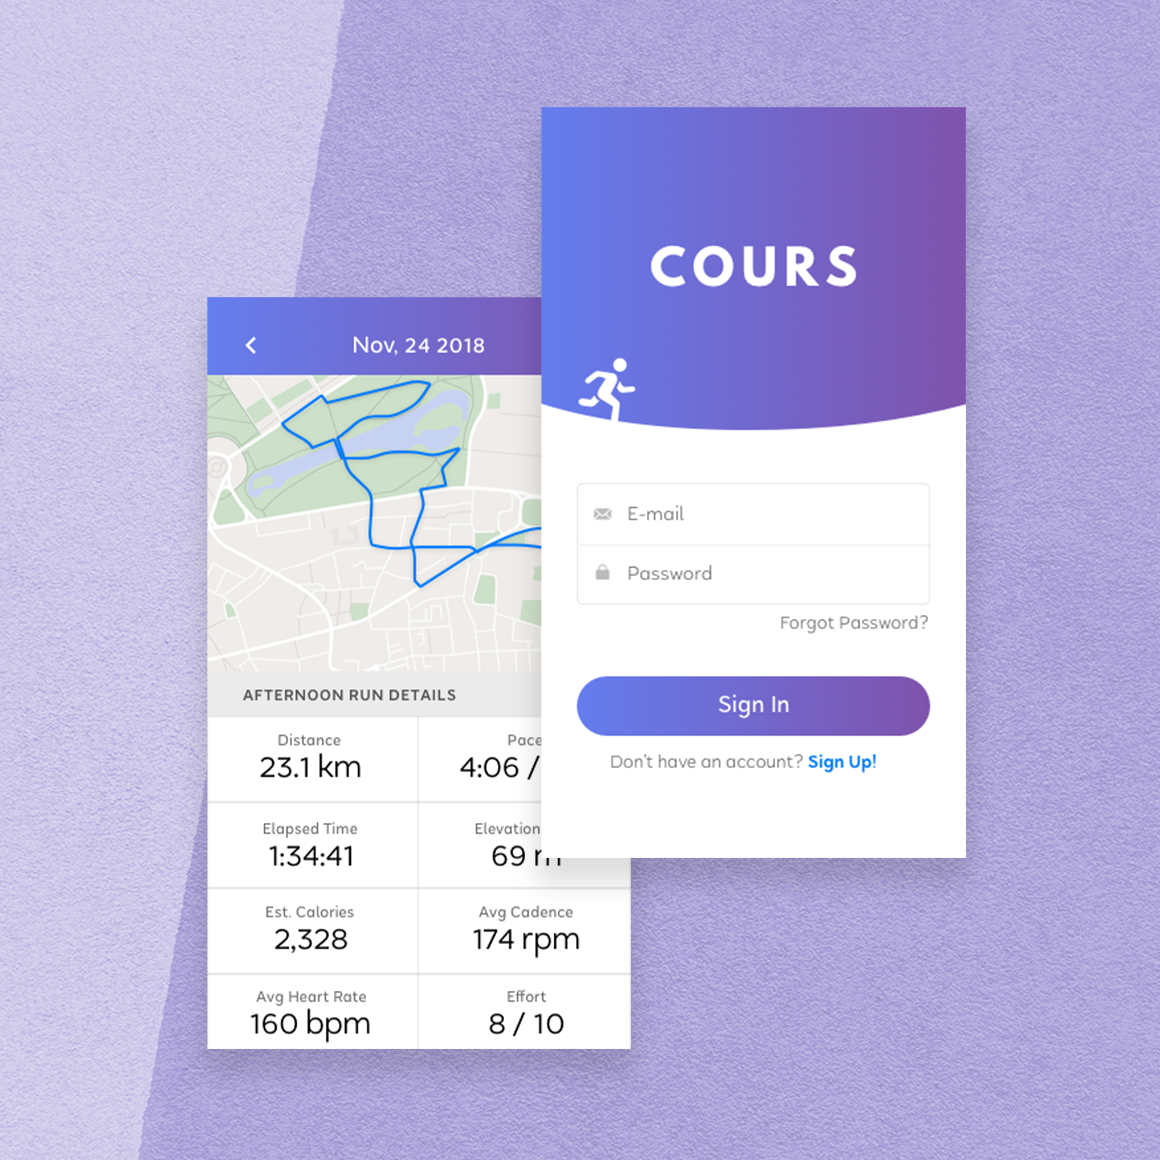 COURS
E-mail
Password
Forgot Password?
Sign In
Don't have an account? Sign Up!
Nov, 24 2018
AFTERNOON RUN DETAILS
Distance
23.1 km
Pace
4:06 /
Elapsed Time
1:34:41
Elevation
69 m
Est. Calories
2,328
Avg Cadence
174 rpm
Avg Heart Rate
160 bpm
Effort
8 / 10